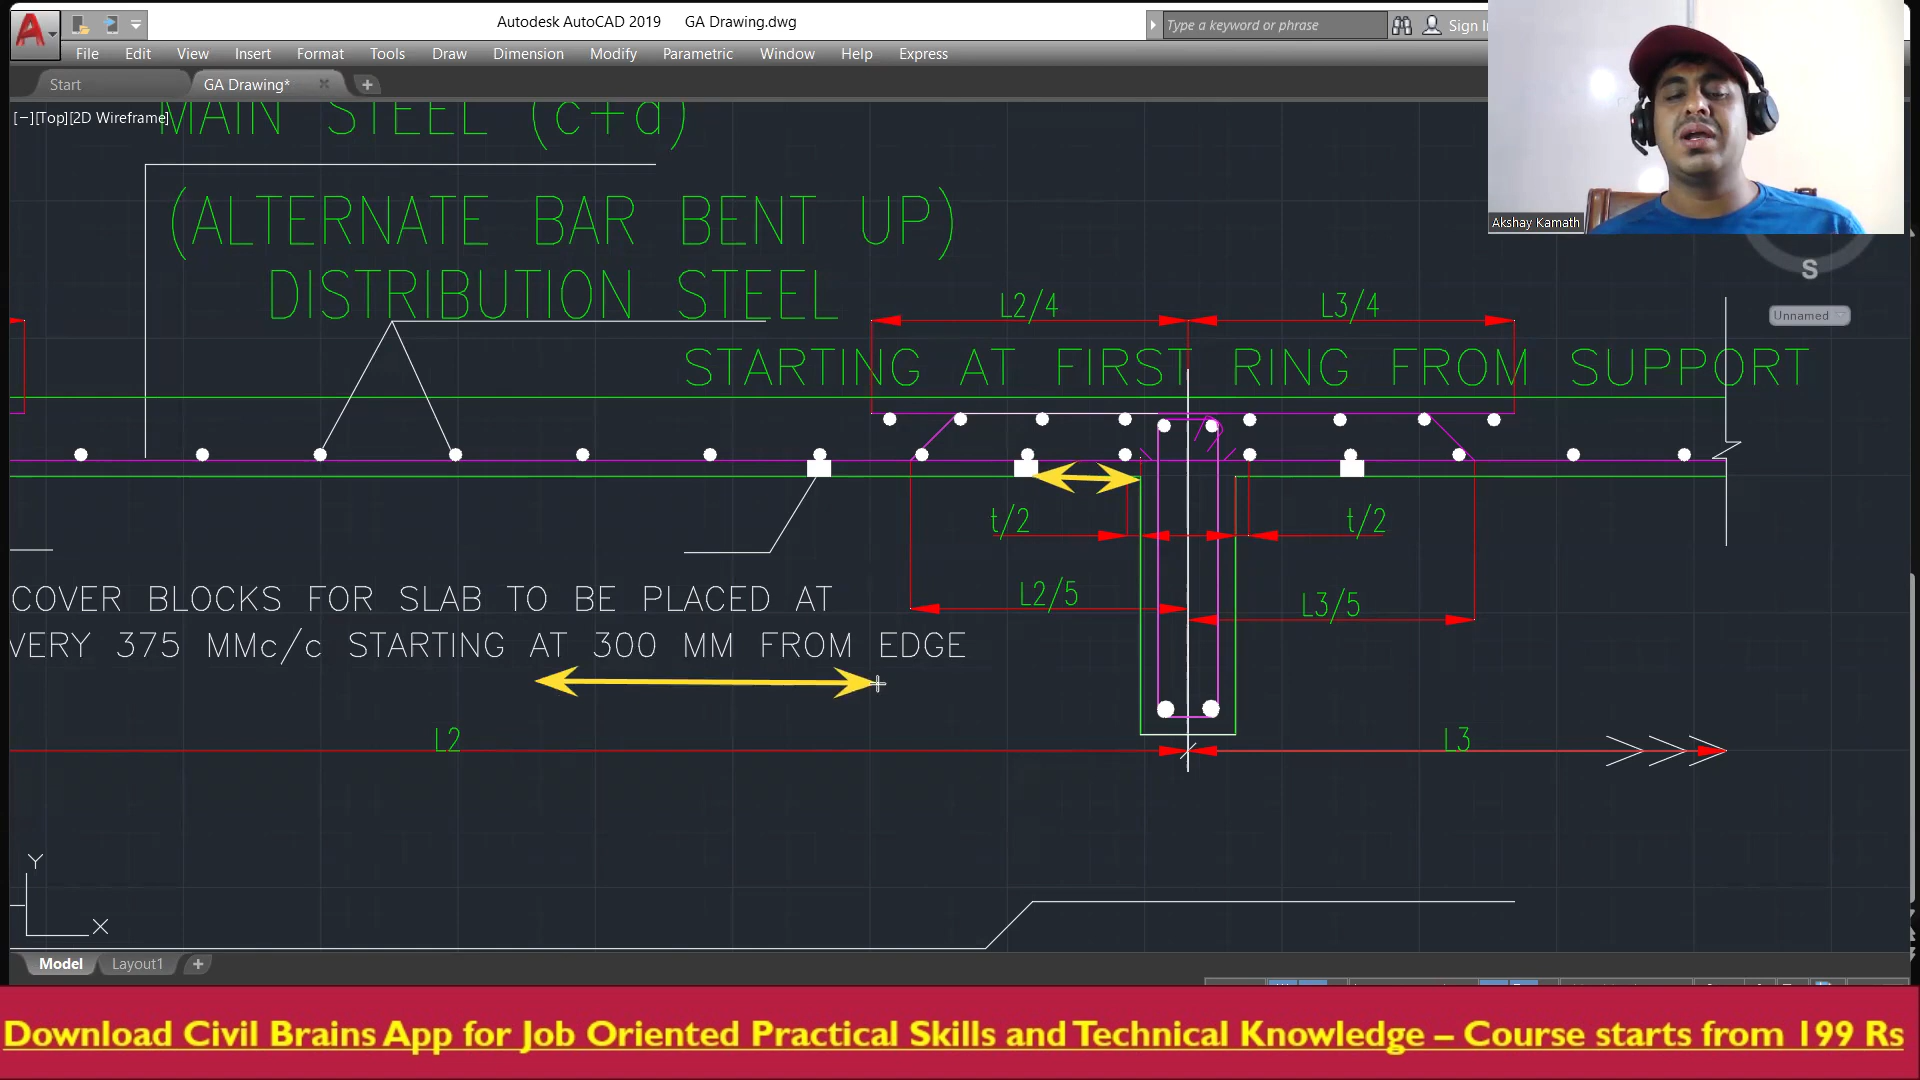 Autodesk AutoCAD 2019 GA Drawing.dwg
Type a keyword or phrase
Sign In
File Edit View Insert Format Tools Draw Dimension Modify Parametric Window Help Express
Start
GA Drawing*
[−][Top][2D Wireframe]
MAIN STEEL (c+d)
(ALTERNATE BAR BENT UP)
DISTRIBUTION STEEL
Akshay Kamath
S
Unnamed
L2/4
L3/4
STARTING AT FIRST RING FROM SUPPORT
t/2
t/2
L2/5
L3/5
COVER BLOCKS FOR SLAB TO BE PLACED AT
VERY 375 MMc/c STARTING AT 300 MM FROM EDGE
L2
L3
Y
X
Model
Layout1
Download Civil Brains App for Job Oriented Practical Skills and Technical Knowledge – Course starts from 199 Rs